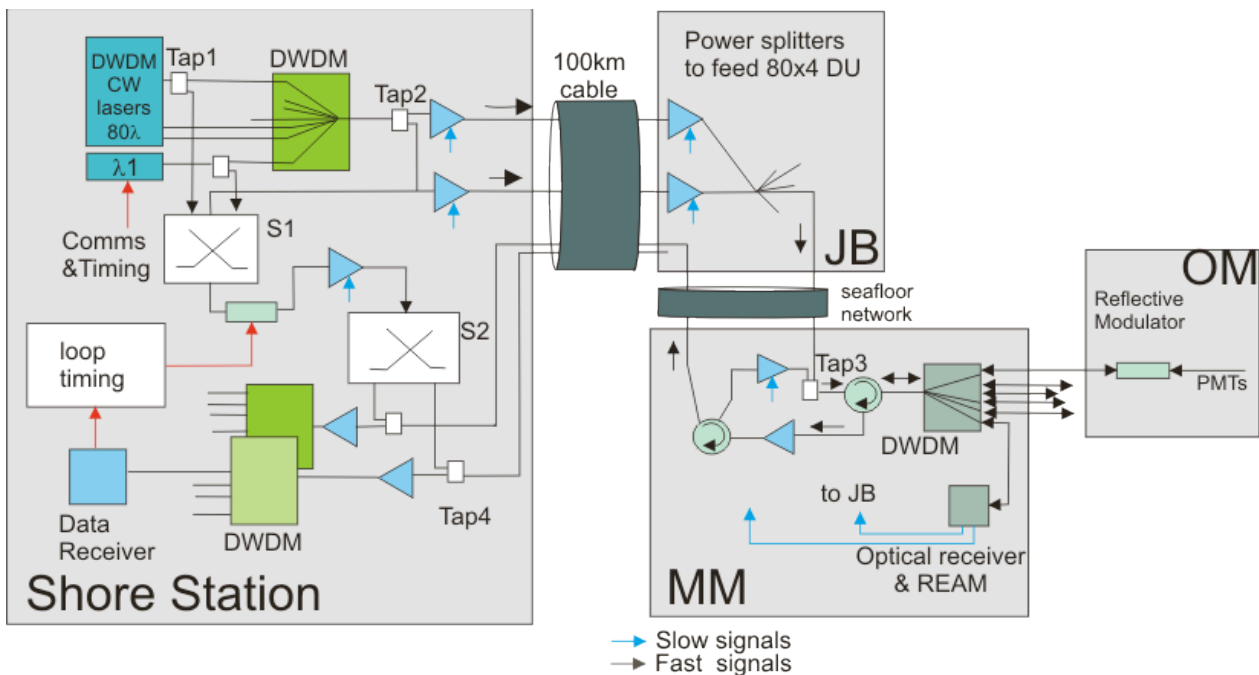 DWDM
CW
lasers
80λ
Tap1
DWDM
Tap2
λ1
Comms
&Timing
S1
S2
loop
timing
Data
Receiver
DWDM
Tap4
Shore Station
100km
cable
Power splitters
to feed 80x4 DU
JB
seafloor
network
Tap3
DWDM
to JB
Optical receiver
& REAM
MM
OM
Reflective
Modulator
PMTs
Slow signals
Fast signals